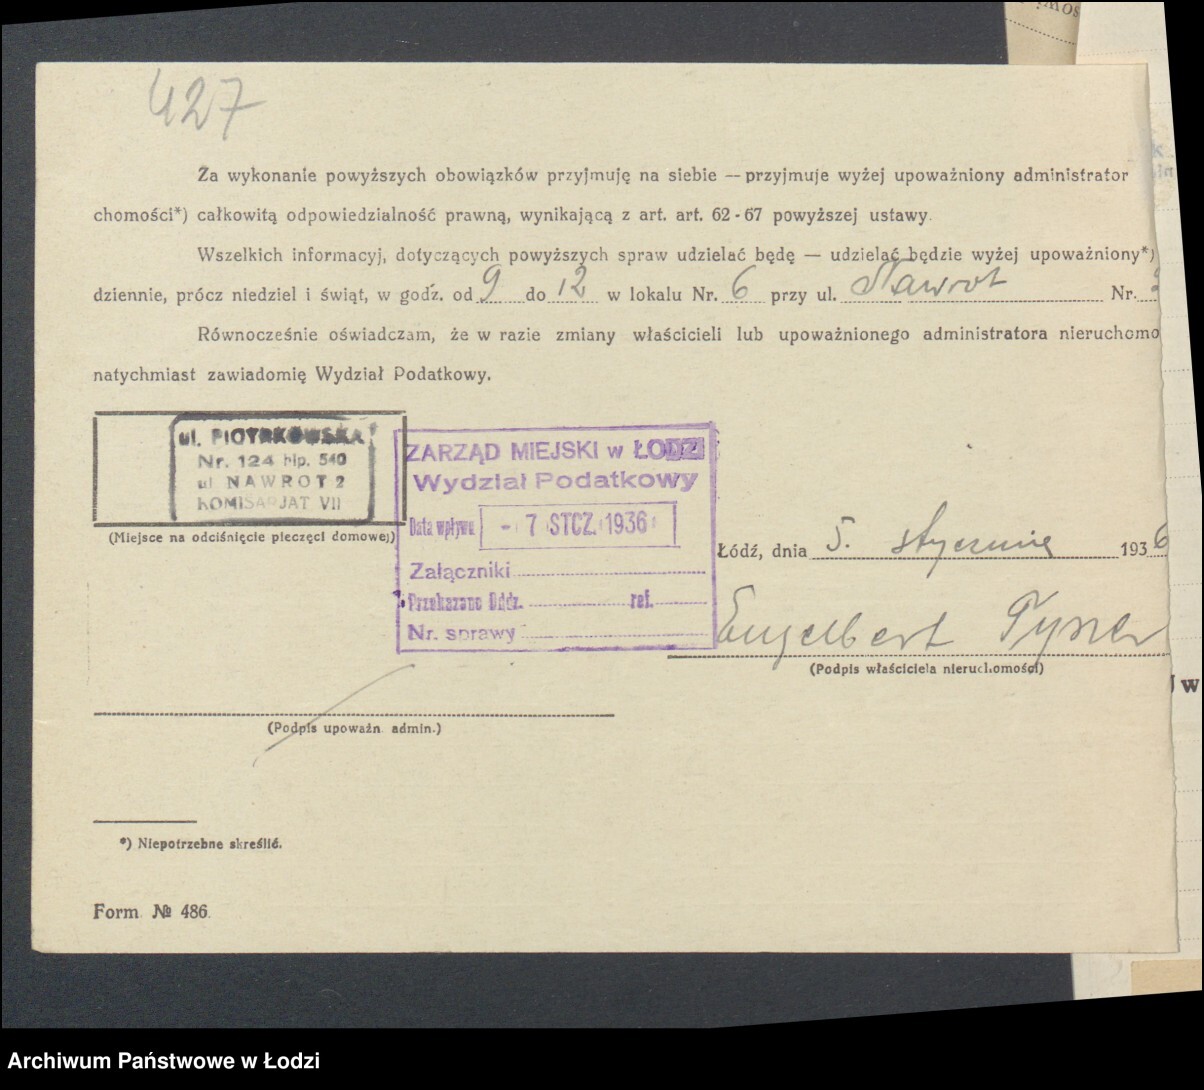 427
Za wykonanie powyższych obowiązków przyjmuję na siebie — przyjmuje wyżej upoważniony administrator
chomości*) całkowitą odpowiedzialność prawną, wynikającą z art. art. 62-67 powyższej ustawy.
Wszelkich informacyj, dotyczących powyższych spraw udzielać będę — udzielać będzie wyżej upoważniony*)
dziennie, prócz niedziel i świąt, w godz. od 9 do 12 w lokalu Nr. 6 przy ul. Nawrot Nr.
Równocześnie oświadczam, że w razie zmiany właścicieli lub upoważnionego administratora nieruchomo
natychmiast zawiadomię Wydział Podatkowy.
ul. PIOTRKOWSKA
Nr. 124 hip. 540
ul NAWROT 2
KOMISARJAT VII
(Miejsce na odciśnięcie pieczęci domowej)
ZARZĄD MIEJSKI w ŁODZI
Wydział Podatkowy
Data wpływu - 7 STCZ. 1936
Załączniki
Przekazano Oddz. ref.
Nr. sprawy
Łódź, dnia 5. stycznia 1936
Engelbert Tyner
(Podpis właściciela nieruchomości)
(Podpis upoważn. admin.)
*) Niepotrzebne skreślić.
Form. № 486.
Archiwum Państwowe w Łodzi